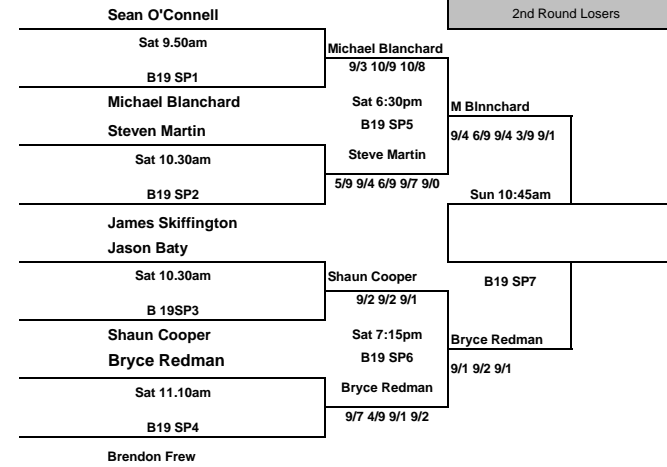 Sean O'Connell
2nd Round Losers
Sat 9.50am
Michael Blanchard
B19 SP1
9/3 10/9 10/8
Michael Blanchard
Sat 6:30pm
M Blnnchard
Steven Martin
B19 SP5
9/4 6/9 9/4 3/9 9/1
Sat 10.30am
Steve Martin
B19 SP2
5/9 9/4 6/9 9/7 9/0
Sun 10:45am
James Skiffington
Jason Baty
Sat 10.30am
Shaun Cooper
B19 SP7
B 19SP3
9/2 9/2 9/1
Shaun Cooper
Sat 7:15pm
Bryce Redman
Bryce Redman
B19 SP6
9/1 9/2 9/1
Sat 11.10am
Bryce Redman
B19 SP4
9/7 4/9 9/1 9/2
Brendon Frew